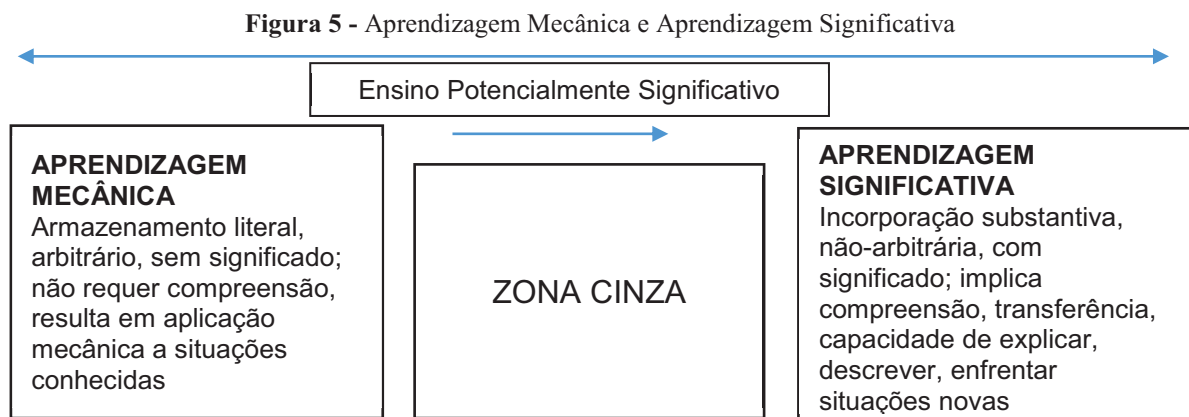 Figura 5 - Aprendizagem Mecânica e Aprendizagem Significativa
Ensino Potencialmente Significativo
APRENDIZAGEM
MECÂNICA
Armazenamento literal,
arbitrário, sem significado;
não requer compreensão,
resulta em aplicação
mecânica a situações
conhecidas
ZONA CINZA
APRENDIZAGEM
SIGNIFICATIVA
Incorporação substantiva,
não-arbitrária, com
significado; implica
compreensão, transferência,
capacidade de explicar,
descrever, enfrentar
situações novas